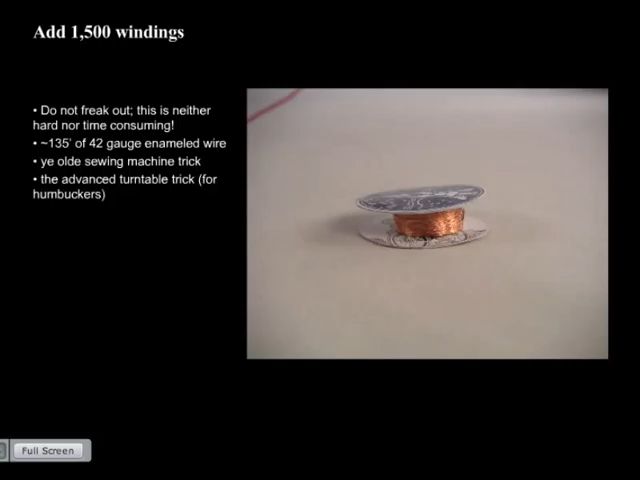 Add 1,500 windings
• Do not freak out; this is neither
hard nor time consuming!
• ~135' of 42 gauge enameled wire
• ye olde sewing machine trick
• the advanced turntable trick (for
humbuckers)
Full Screen